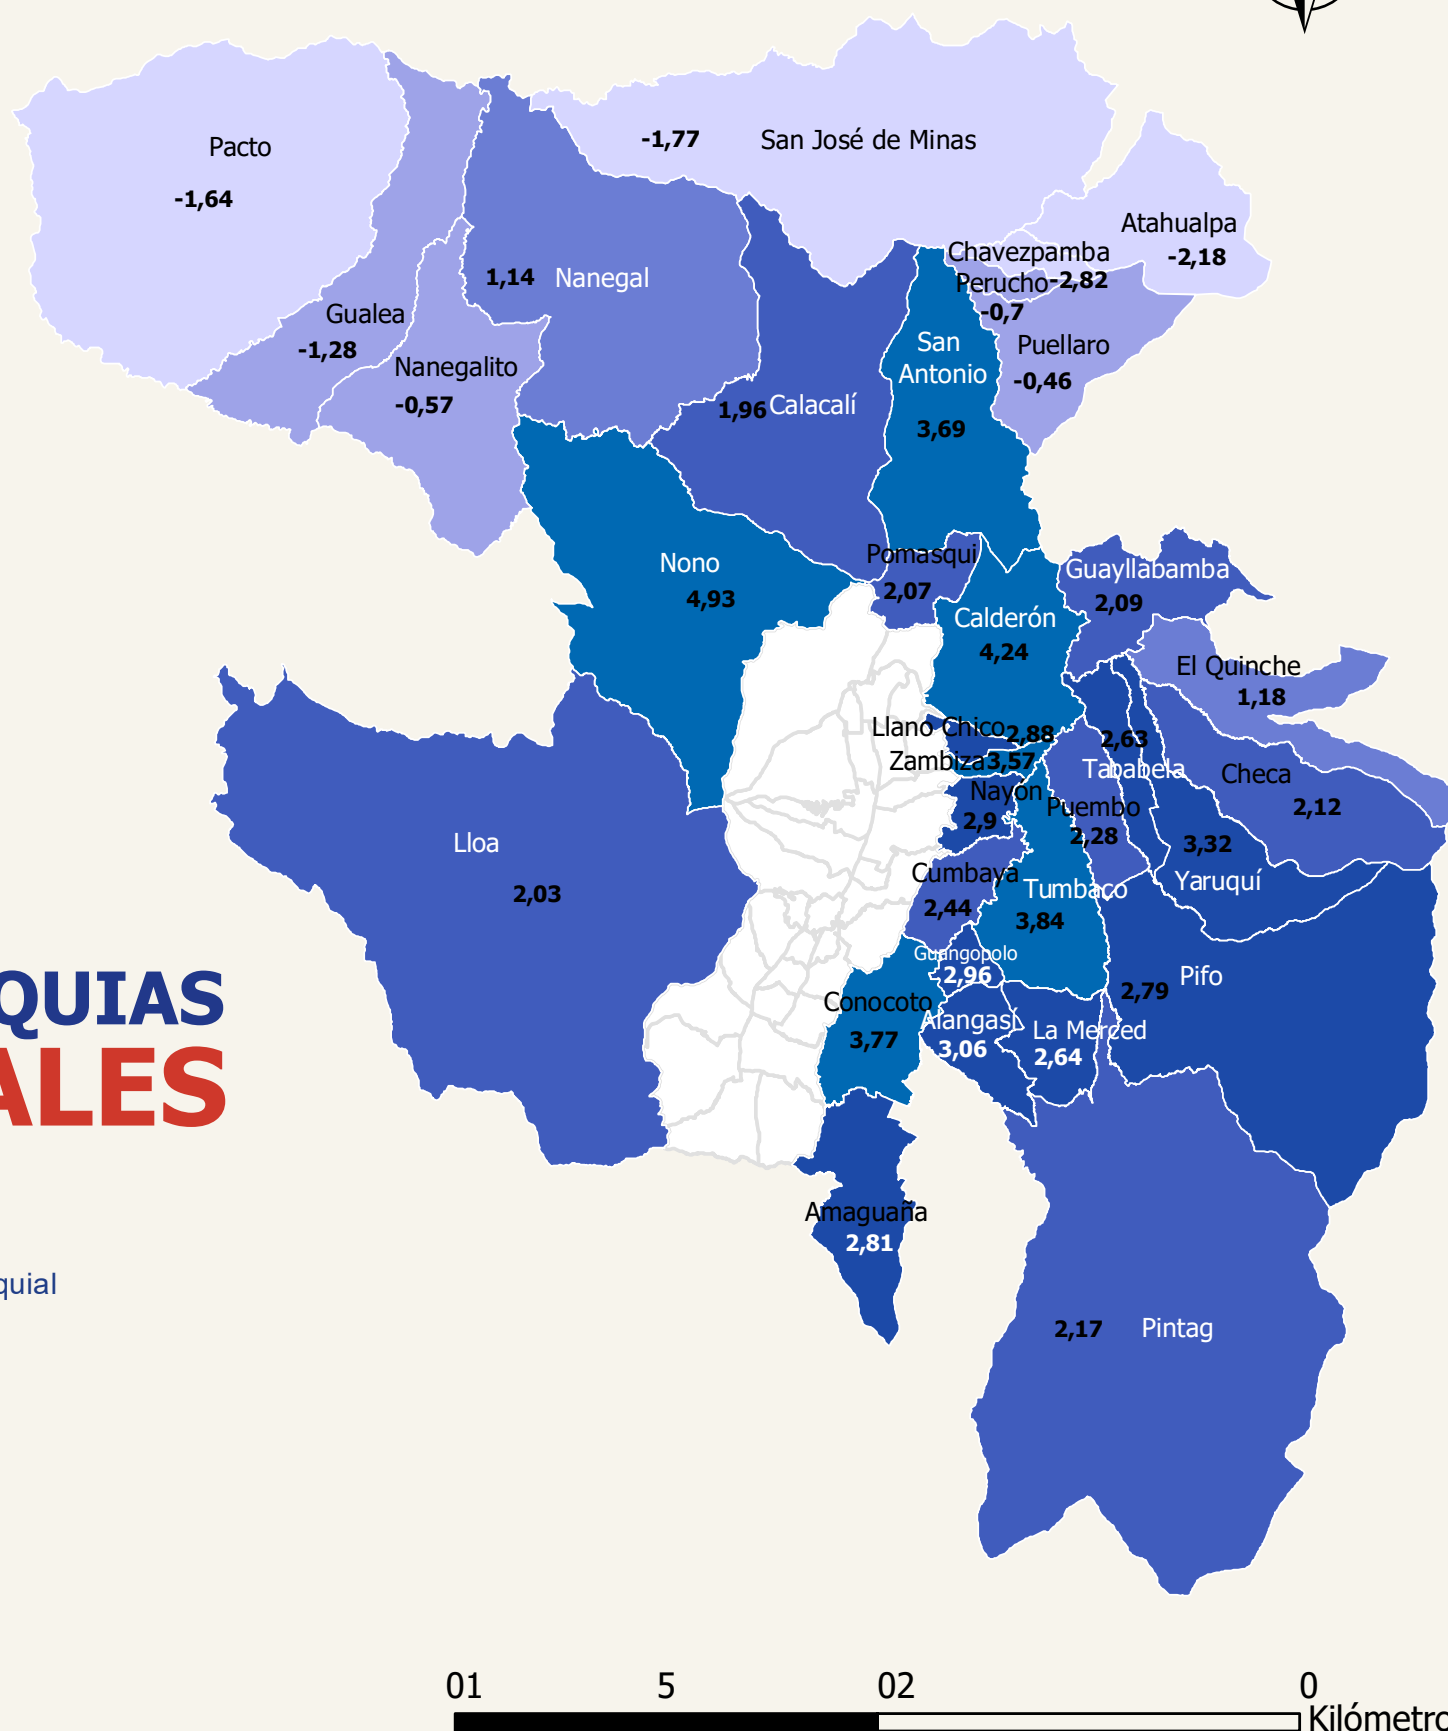 Pacto
-1,64
-1,77 San José de Minas
Atahualpa
-2,18
Chavezpamba
Perucho -2,82
-0,7
1,14 Nanegal
Gualea
-1,28
Nanegalito
-0,57
San
Antonio
3,69
Puellaro
-0,46
1,96 Calacalí
Nono
4,93
Pomasqui
2,07
Guayllabamba
2,09
Calderón
4,24
El Quinche
1,18
Llano Chico 2,88
Zambiza 3,57
2,63
Tababela
Checa
2,12
Nayón
2,9
Puembo
2,28
3,32
Yaruquí
Lloa
2,03
Cumbaya
2,44
Tumbaco
3,84
Guangopolo
2,96
2,79 Pifo
QUIAS
ALES
Conocoto
3,77
Alangasí
3,06
La Merced
2,64
Amaguaña
2,81
quial
2,17 Pintag
01 5 02 0
Kilómetro